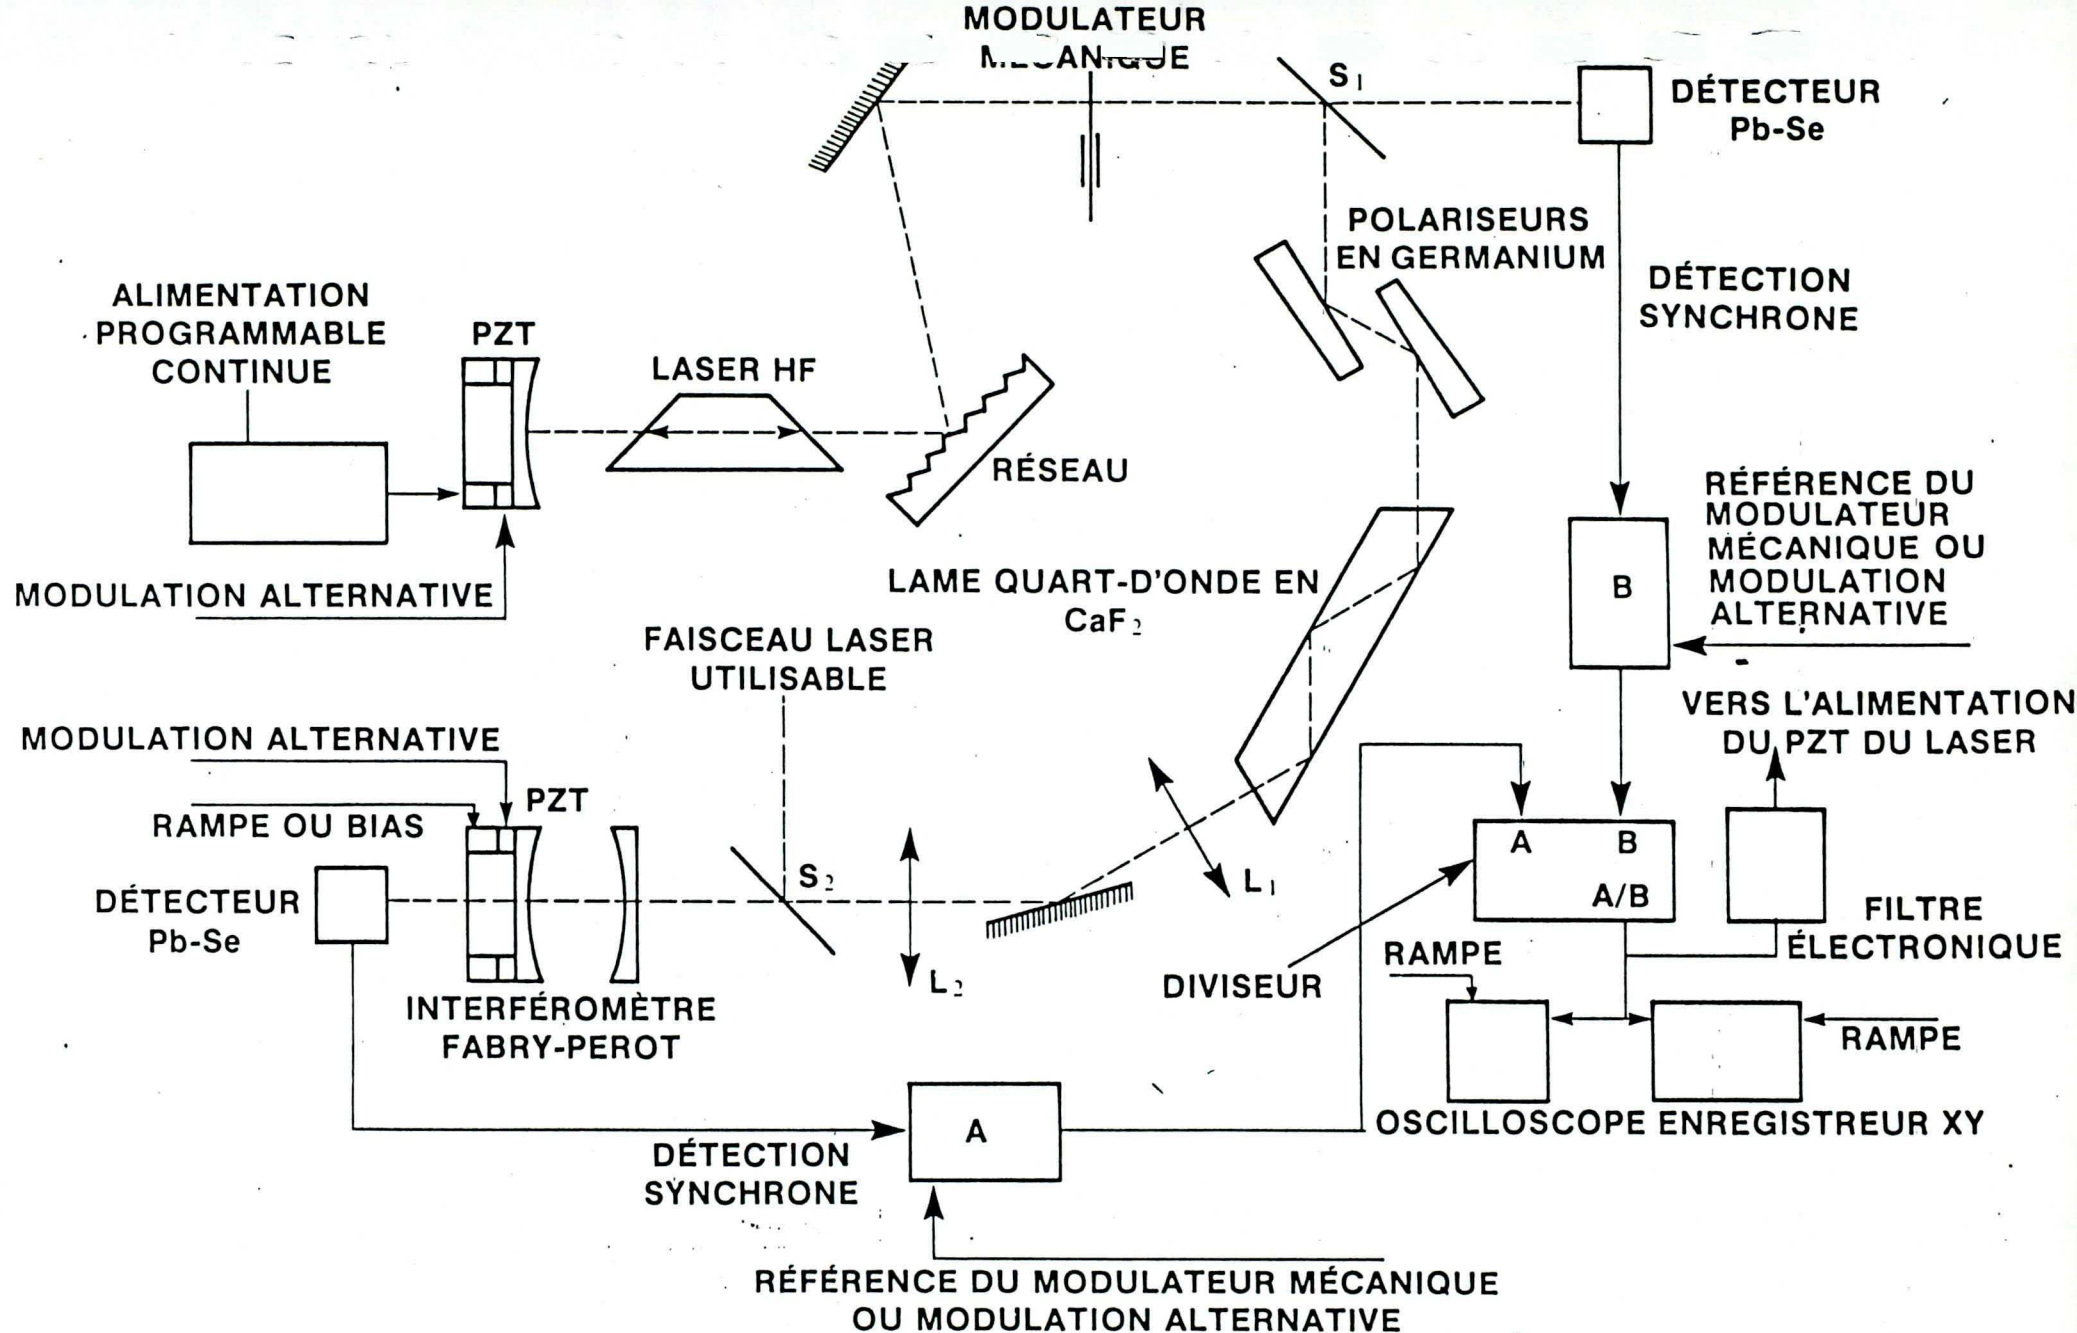 MODULATEUR
MÉCANIQUE
S1
DÉTECTEUR
Pb-Se
POLARISEURS
EN GERMANIUM
DÉTECTION
SYNCHRONE
ALIMENTATION
PROGRAMMABLE
CONTINUE
PZT
LASER HF
RÉSEAU
MODULATION ALTERNATIVE
LAME QUART-D'ONDE EN
CaF2
RÉFÉRENCE DU
MODULATEUR
MÉCANIQUE OU
MODULATION
ALTERNATIVE
B
FAISCEAU LASER
UTILISABLE
VERS L'ALIMENTATION
DU PZT DU LASER
MODULATION ALTERNATIVE
PZT
RAMPE OU BIAS
DÉTECTEUR
Pb-Se
S2
L1
L2
A B
A/B
FILTRE
ÉLECTRONIQUE
DIVISEUR
RAMPE
INTERFÉROMÈTRE
FABRY-PEROT
RAMPE
OSCILLOSCOPE ENREGISTREUR XY
A
DÉTECTION
SYNCHRONE
RÉFÉRENCE DU MODULATEUR MÉCANIQUE
OU MODULATION ALTERNATIVE